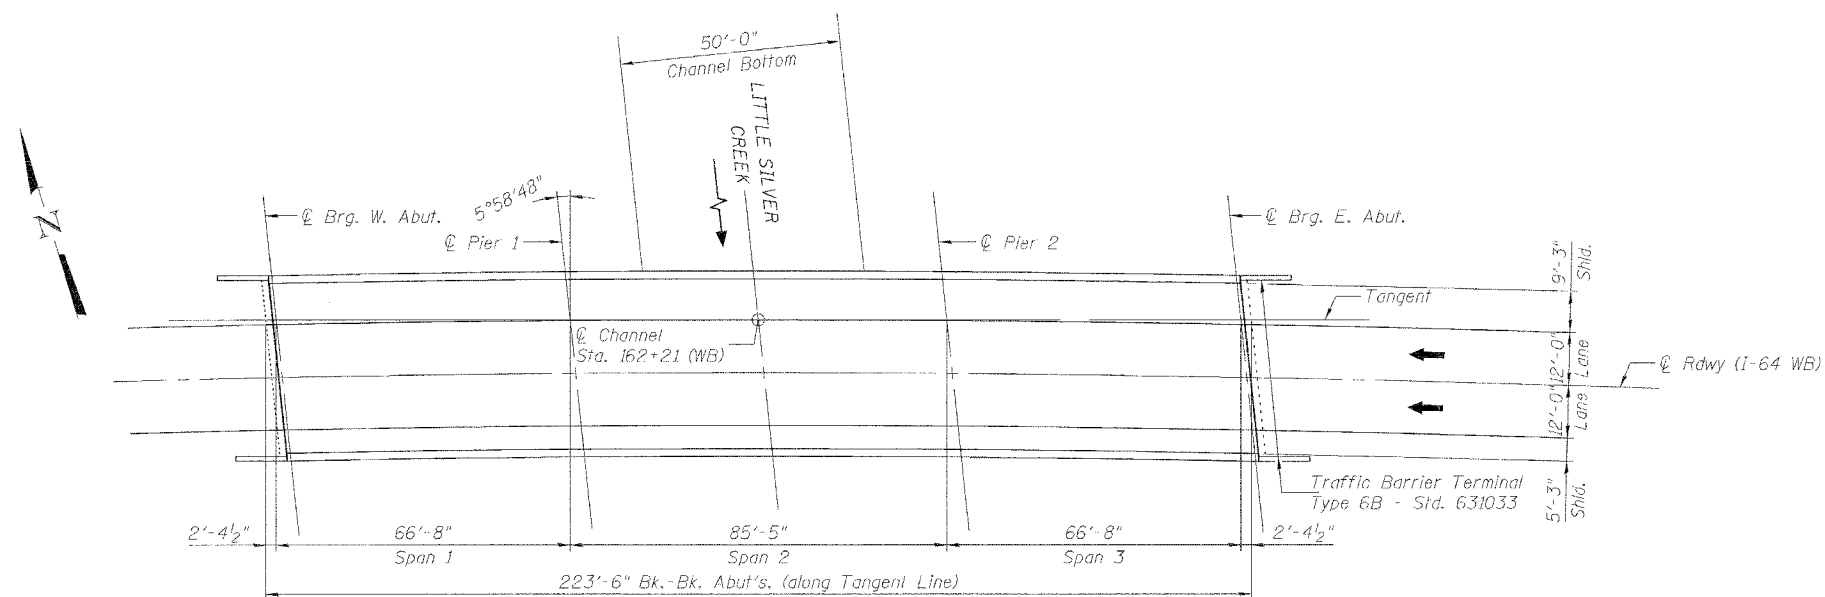 50'-0"
Channel Bottom
LITTLE SILVER
CREEK
N
5°58'48"
℄ Brg. W. Abut.
℄ Pier 1
℄ Pier 2
℄ Brg. E. Abut.
9'-3"
Shld.
Tangent
℄ Channel
Sta. 162+21 (WB)
12'-0"
Lane
℄ Rdwy (I-64 WB)
12'-0"
Lane
Traffic Barrier Terminal
Type 6B - Std. 631033
5'-3"
Shld.
2'-4½"
66'-8"
85'-5"
66'-8"
2'-4½"
Span 1
Span 2
Span 3
223'-6" Bk.-Bk. Abut's. (along Tangent Line)